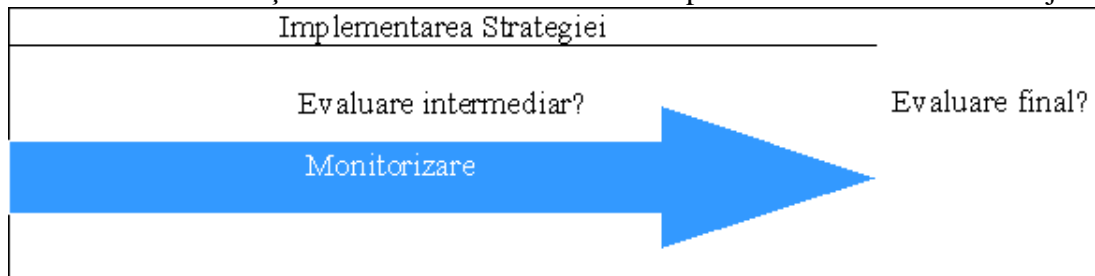 Implementarea Strategiei
Evaluare intermediar?
Evaluare final?
Monitorizare